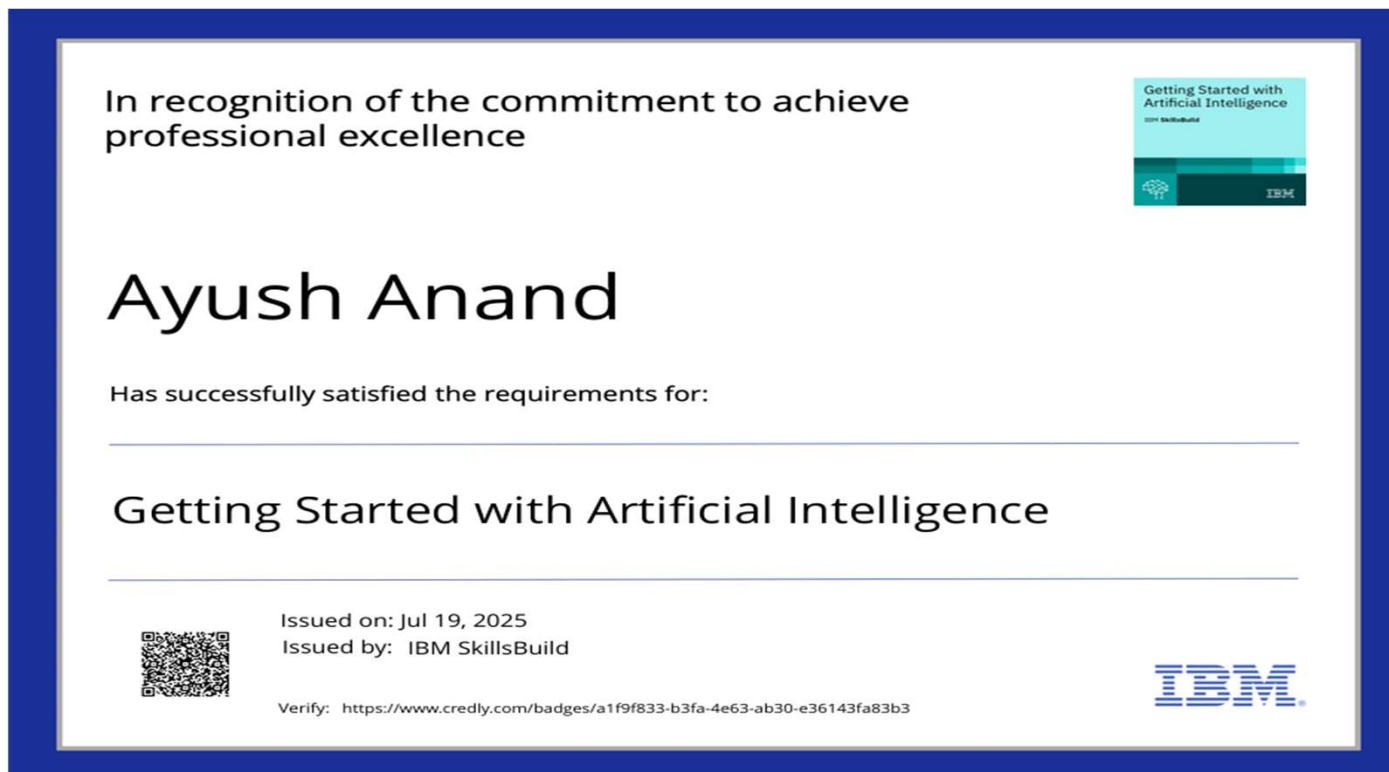 In recognition of the commitment to achieve
professional excellence
Getting Started with
Artificial Intelligence
IBM SkillsBuild
IBM
Ayush Anand
Has successfully satisfied the requirements for:
Getting Started with Artificial Intelligence
Issued on: Jul 19, 2025
Issued by: IBM SkillsBuild
Verify: https://www.credly.com/badges/a1f9f833-b3fa-4e63-ab30-e36143fa83b3
IBM.